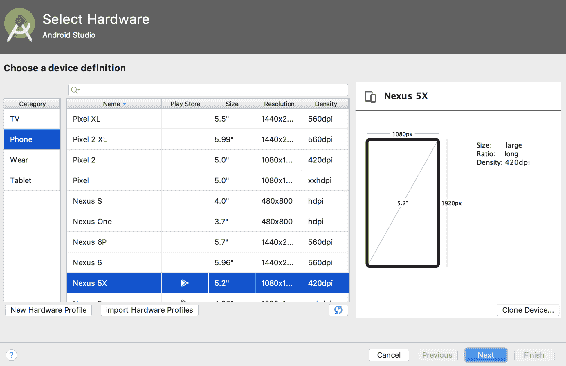 Select Hardware
Android Studio
Choose a device definition
Category
TV
Phone
Wear
Tablet
Name Play Store Size Resolution Density
Pixel XL 5.5" 1440x2... 560dpi
Pixel 2 XL 5.99" 1440x2... 560dpi
Pixel 2 5.0" 1080x1... 420dpi
Pixel 5.0" 1080x1... xxhdpi
Nexus S 4.0" 480x800 hdpi
Nexus One 3.7" 480x800 hdpi
Nexus 6P 5.7" 1440x2... 560dpi
Nexus 6 5.96" 1440x2... 560dpi
Nexus 5X 5.2" 1080x1... 420dpi
New Hardware Profile Import Hardware Profiles
Nexus 5X
1080px
5.2"
1920px
Size: large
Ratio: long
Density: 420dpi
Clone Device...
? Cancel Previous Next Finish